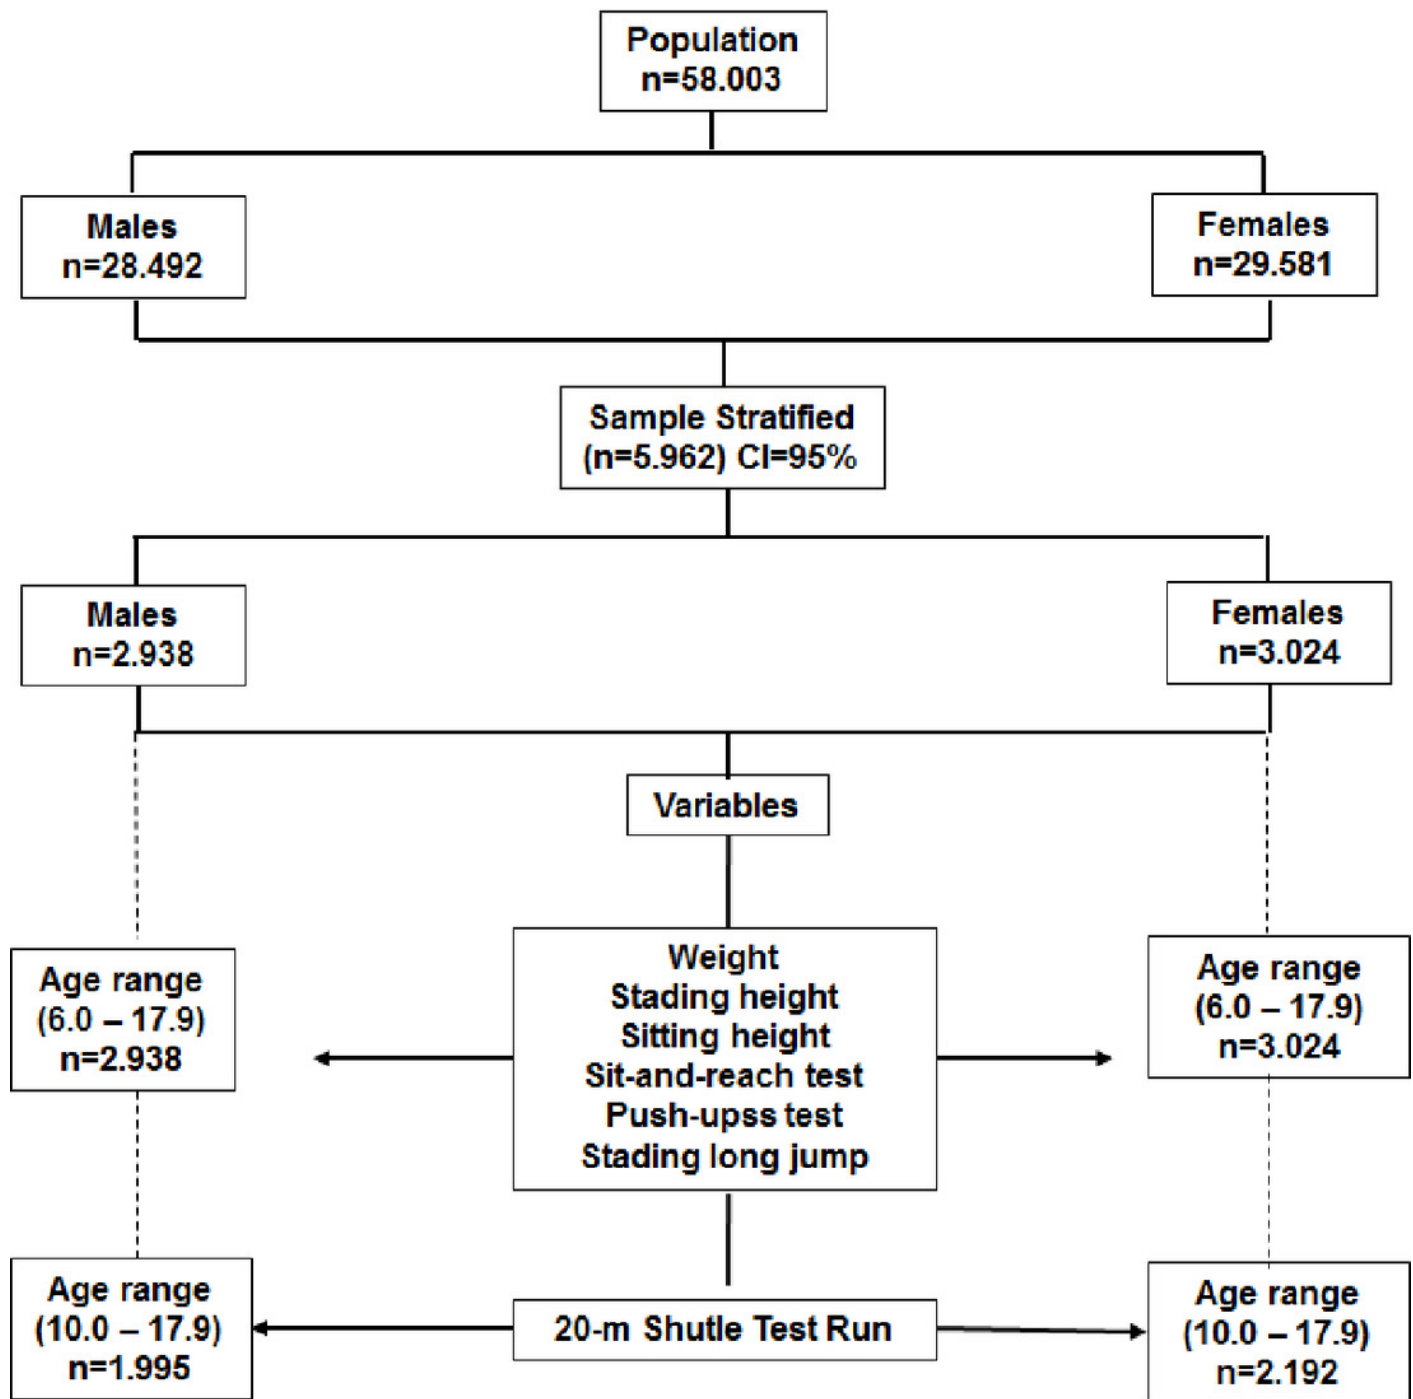 Population
n=58.003
Males
n=28.492
Females
n=29.581
Sample Stratified
(n=5.962) CI=95%
Males
n=2.938
Females
n=3.024
Variables
Age range
(6.0 – 17.9)
n=2.938
Weight
Stading height
Sitting height
Sit-and-reach test
Push-upss test
Stading long jump
Age range
(6.0 – 17.9)
n=3.024
Age range
(10.0 – 17.9)
n=1.995
20-m Shutle Test Run
Age range
(10.0 – 17.9)
n=2.192